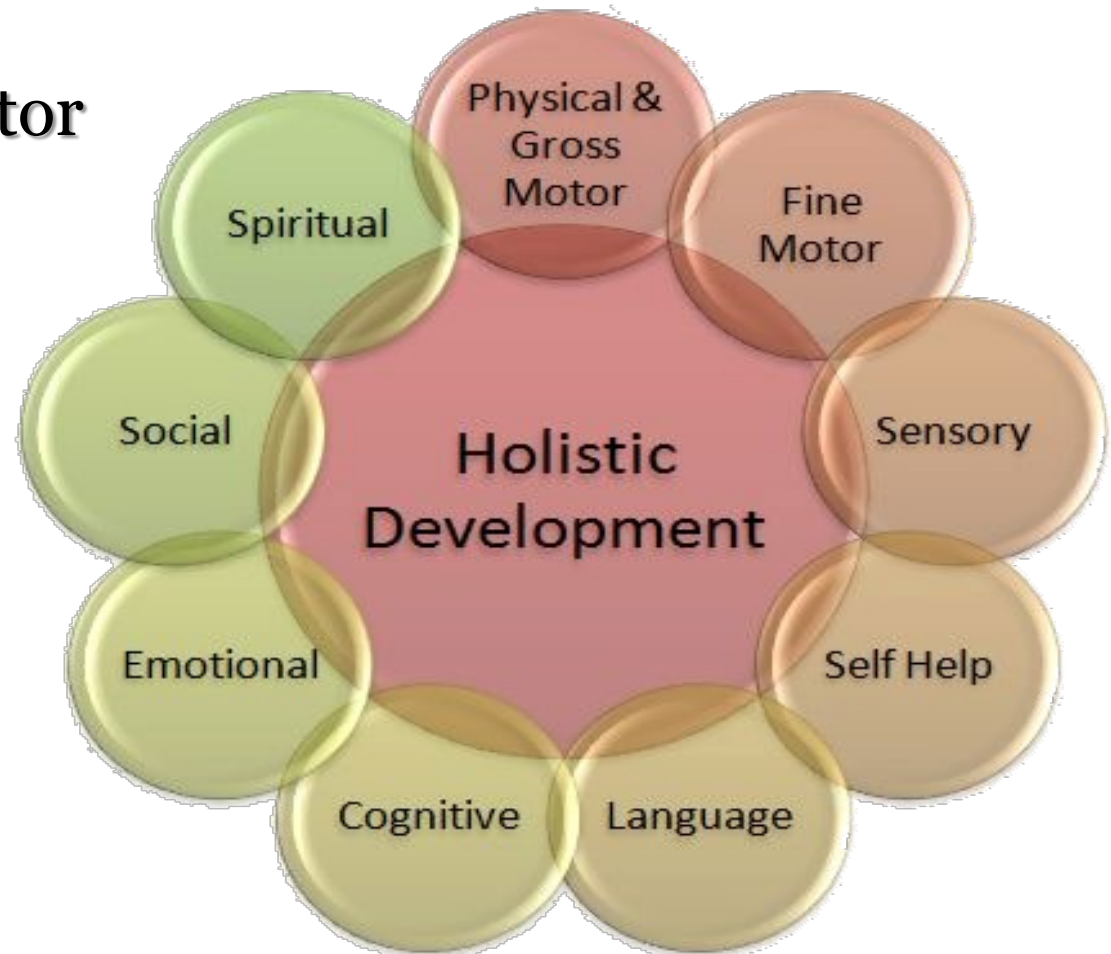 tor
Physical &
Gross
Motor
Fine
Motor
Sensory
Self Help
Language
Cognitive
Emotional
Social
Spiritual
Holistic
Development